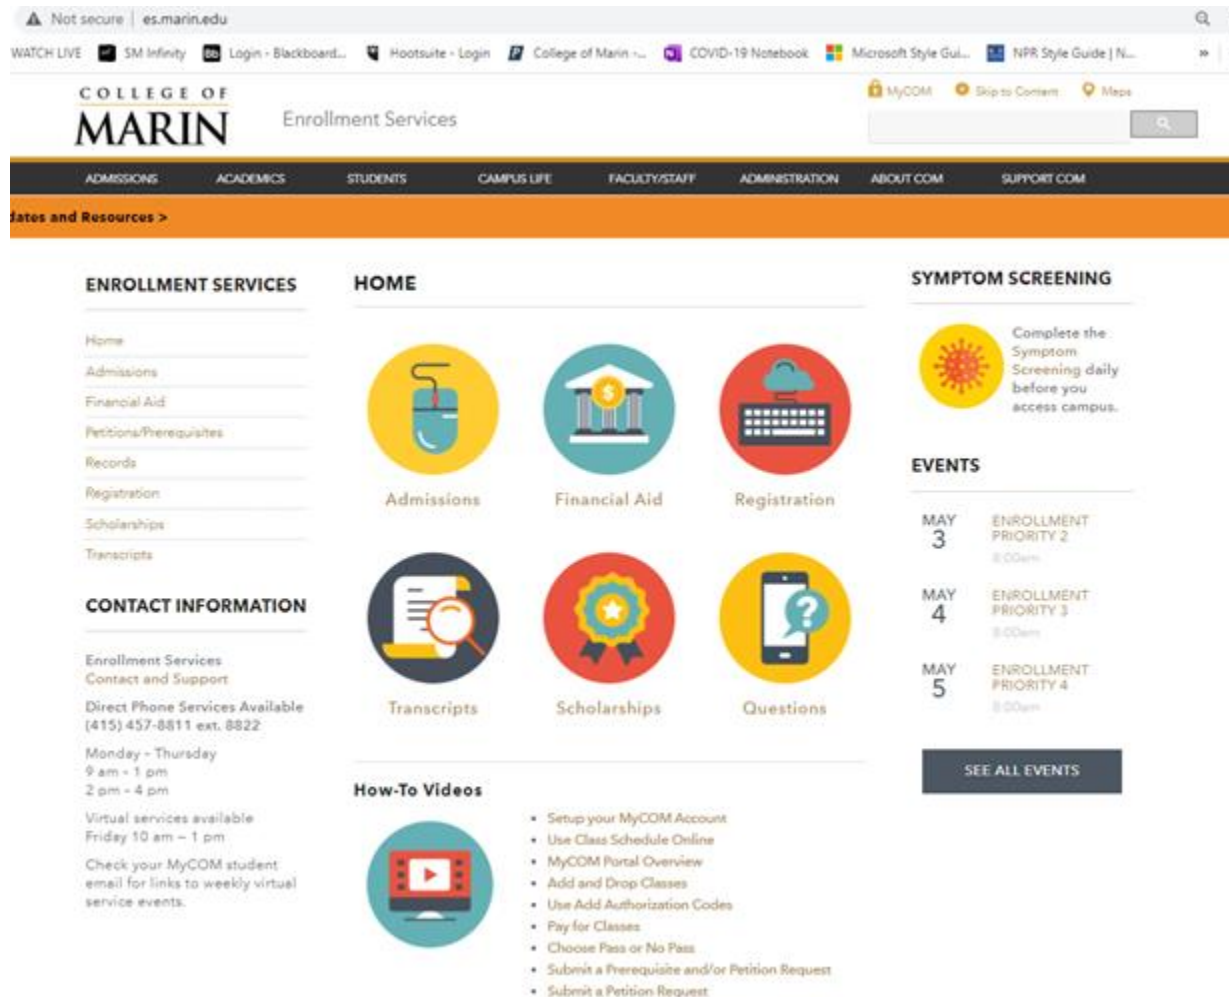 Not secure | es.marin.edu
WATCH LIVE SM Infinity Bb Login - Blackboard... Hootsuite - Login College of Marin -... N COVID-19 Notebook Microsoft Style Gui... NPR Style Guide | N... »
COLLEGE OF
MARIN
Enrollment Services
MyCOM Skip to Content Maps
ADMISSIONS ACADEMICS STUDENTS CAMPUS LIFE FACULTY/STAFF ADMINISTRATION ABOUT COM SUPPORT COM
dates and Resources >
ENROLLMENT SERVICES
Home
Admissions
Financial Aid
Petitions/Prerequisites
Records
Registration
Scholarships
Transcripts
CONTACT INFORMATION
Enrollment Services
Contact and Support
Direct Phone Services Available
(415) 457-8811 ext. 8822
Monday - Thursday
9 am - 1 pm
2 pm - 4 pm
Virtual services available
Friday 10 am – 1 pm
Check your MyCOM student
email for links to weekly virtual
service events.
HOME
$
Admissions Financial Aid Registration
?
Transcripts Scholarships Questions
How-To Videos
• Setup your MyCOM Account
• Use Class Schedule Online
• MyCOM Portal Overview
• Add and Drop Classes
• Use Add Authorization Codes
• Pay for Classes
• Choose Pass or No Pass
• Submit a Prerequisite and/or Petition Request
• Submit a Petition Request
SYMPTOM SCREENING
Complete the
Symptom
Screening daily
before you
access campus.
EVENTS
MAY
3
ENROLLMENT
PRIORITY 2
8:00am
MAY
4
ENROLLMENT
PRIORITY 3
8:00am
MAY
5
ENROLLMENT
PRIORITY 4
8:00am
SEE ALL EVENTS